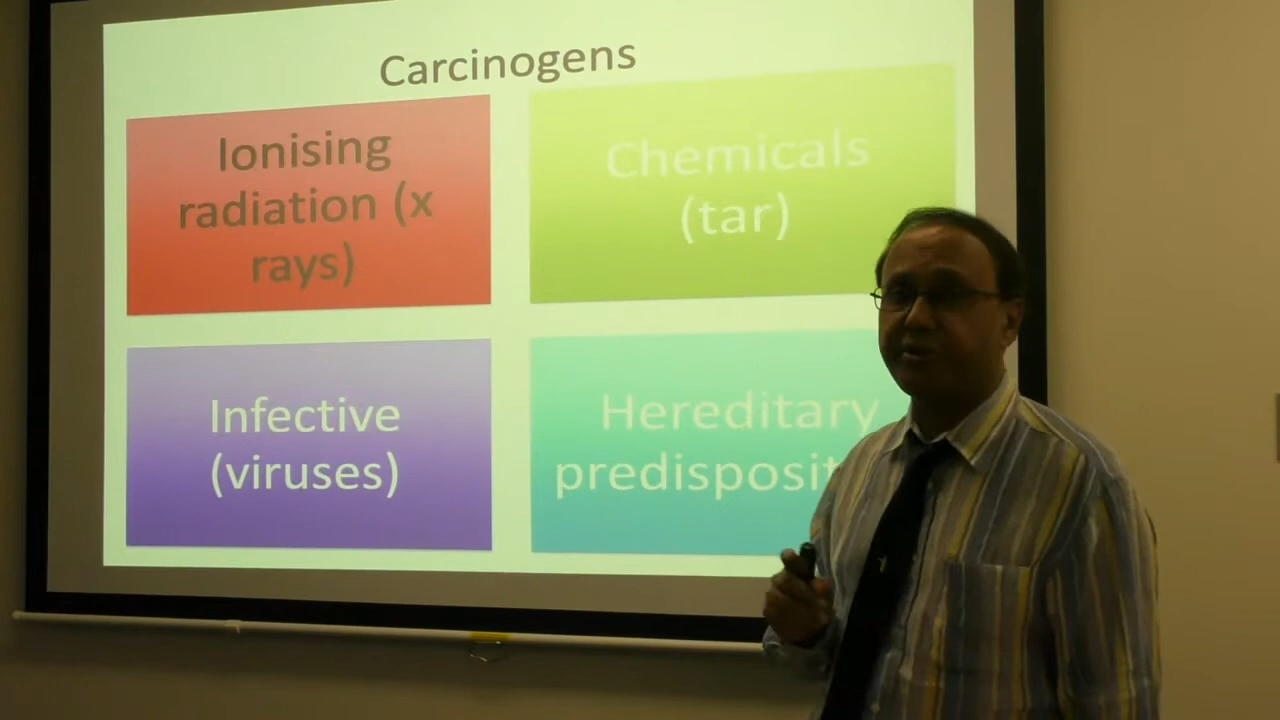 Carcinogens
Ionising
radiation (x
rays)
Chemicals
(tar)
Infective
(viruses)
Hereditary